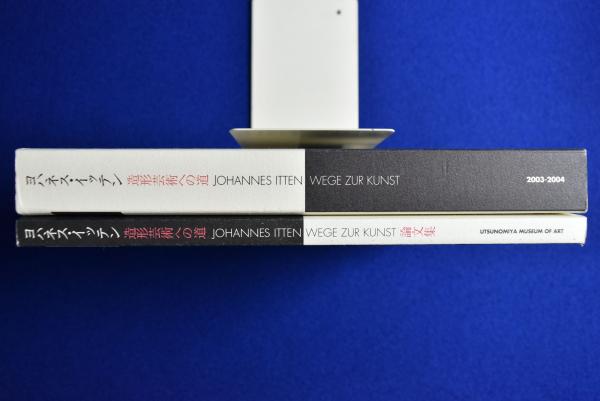 ヨハネス・イッテン 造形芸術への道 JOHANNES ITTEN WEGE ZUR KUNST 2003-2004
ヨハネス・イッテン 造形芸術への道 JOHANNES ITTEN WEGE ZUR KUNST 論文集 UTSUNOMIYA MUSEUM OF ART